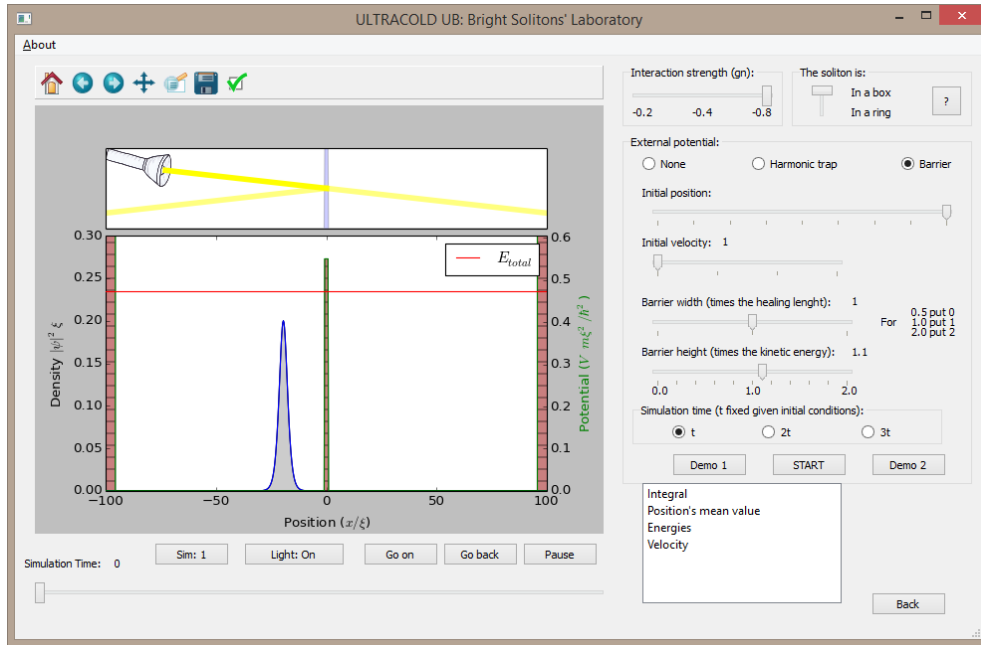 ULTRACOLD UB: Bright Solitons' Laboratory
About
Interaction strength (gn):
-0.2 -0.4 -0.8
The soliton is:
In a box
In a ring
?
External potential:
None Harmonic trap Barrier
Initial position:
Initial velocity: 1
Barrier width (times the healing lenght): 1
For
0.5 put 0
1.0 put 1
2.0 put 2
Barrier height (times the kinetic energy): 1.1
0.0 1.0 2.0
Simulation time (t fixed given initial conditions):
t 2t 3t
Demo 1 START Demo 2
Integral
Position's mean value
Energies
Velocity
Back
E_total
0.30
0.25
0.20
0.15
0.10
0.05
0.00
Density |ψ|² ξ
0.6
0.5
0.4
0.3
0.2
0.1
0.0
Potential (V mξ²/ħ²)
−100 −50 0 50 100
Position (x/ξ)
Sim: 1 Light: On Go on Go back Pause
Simulation Time: 0